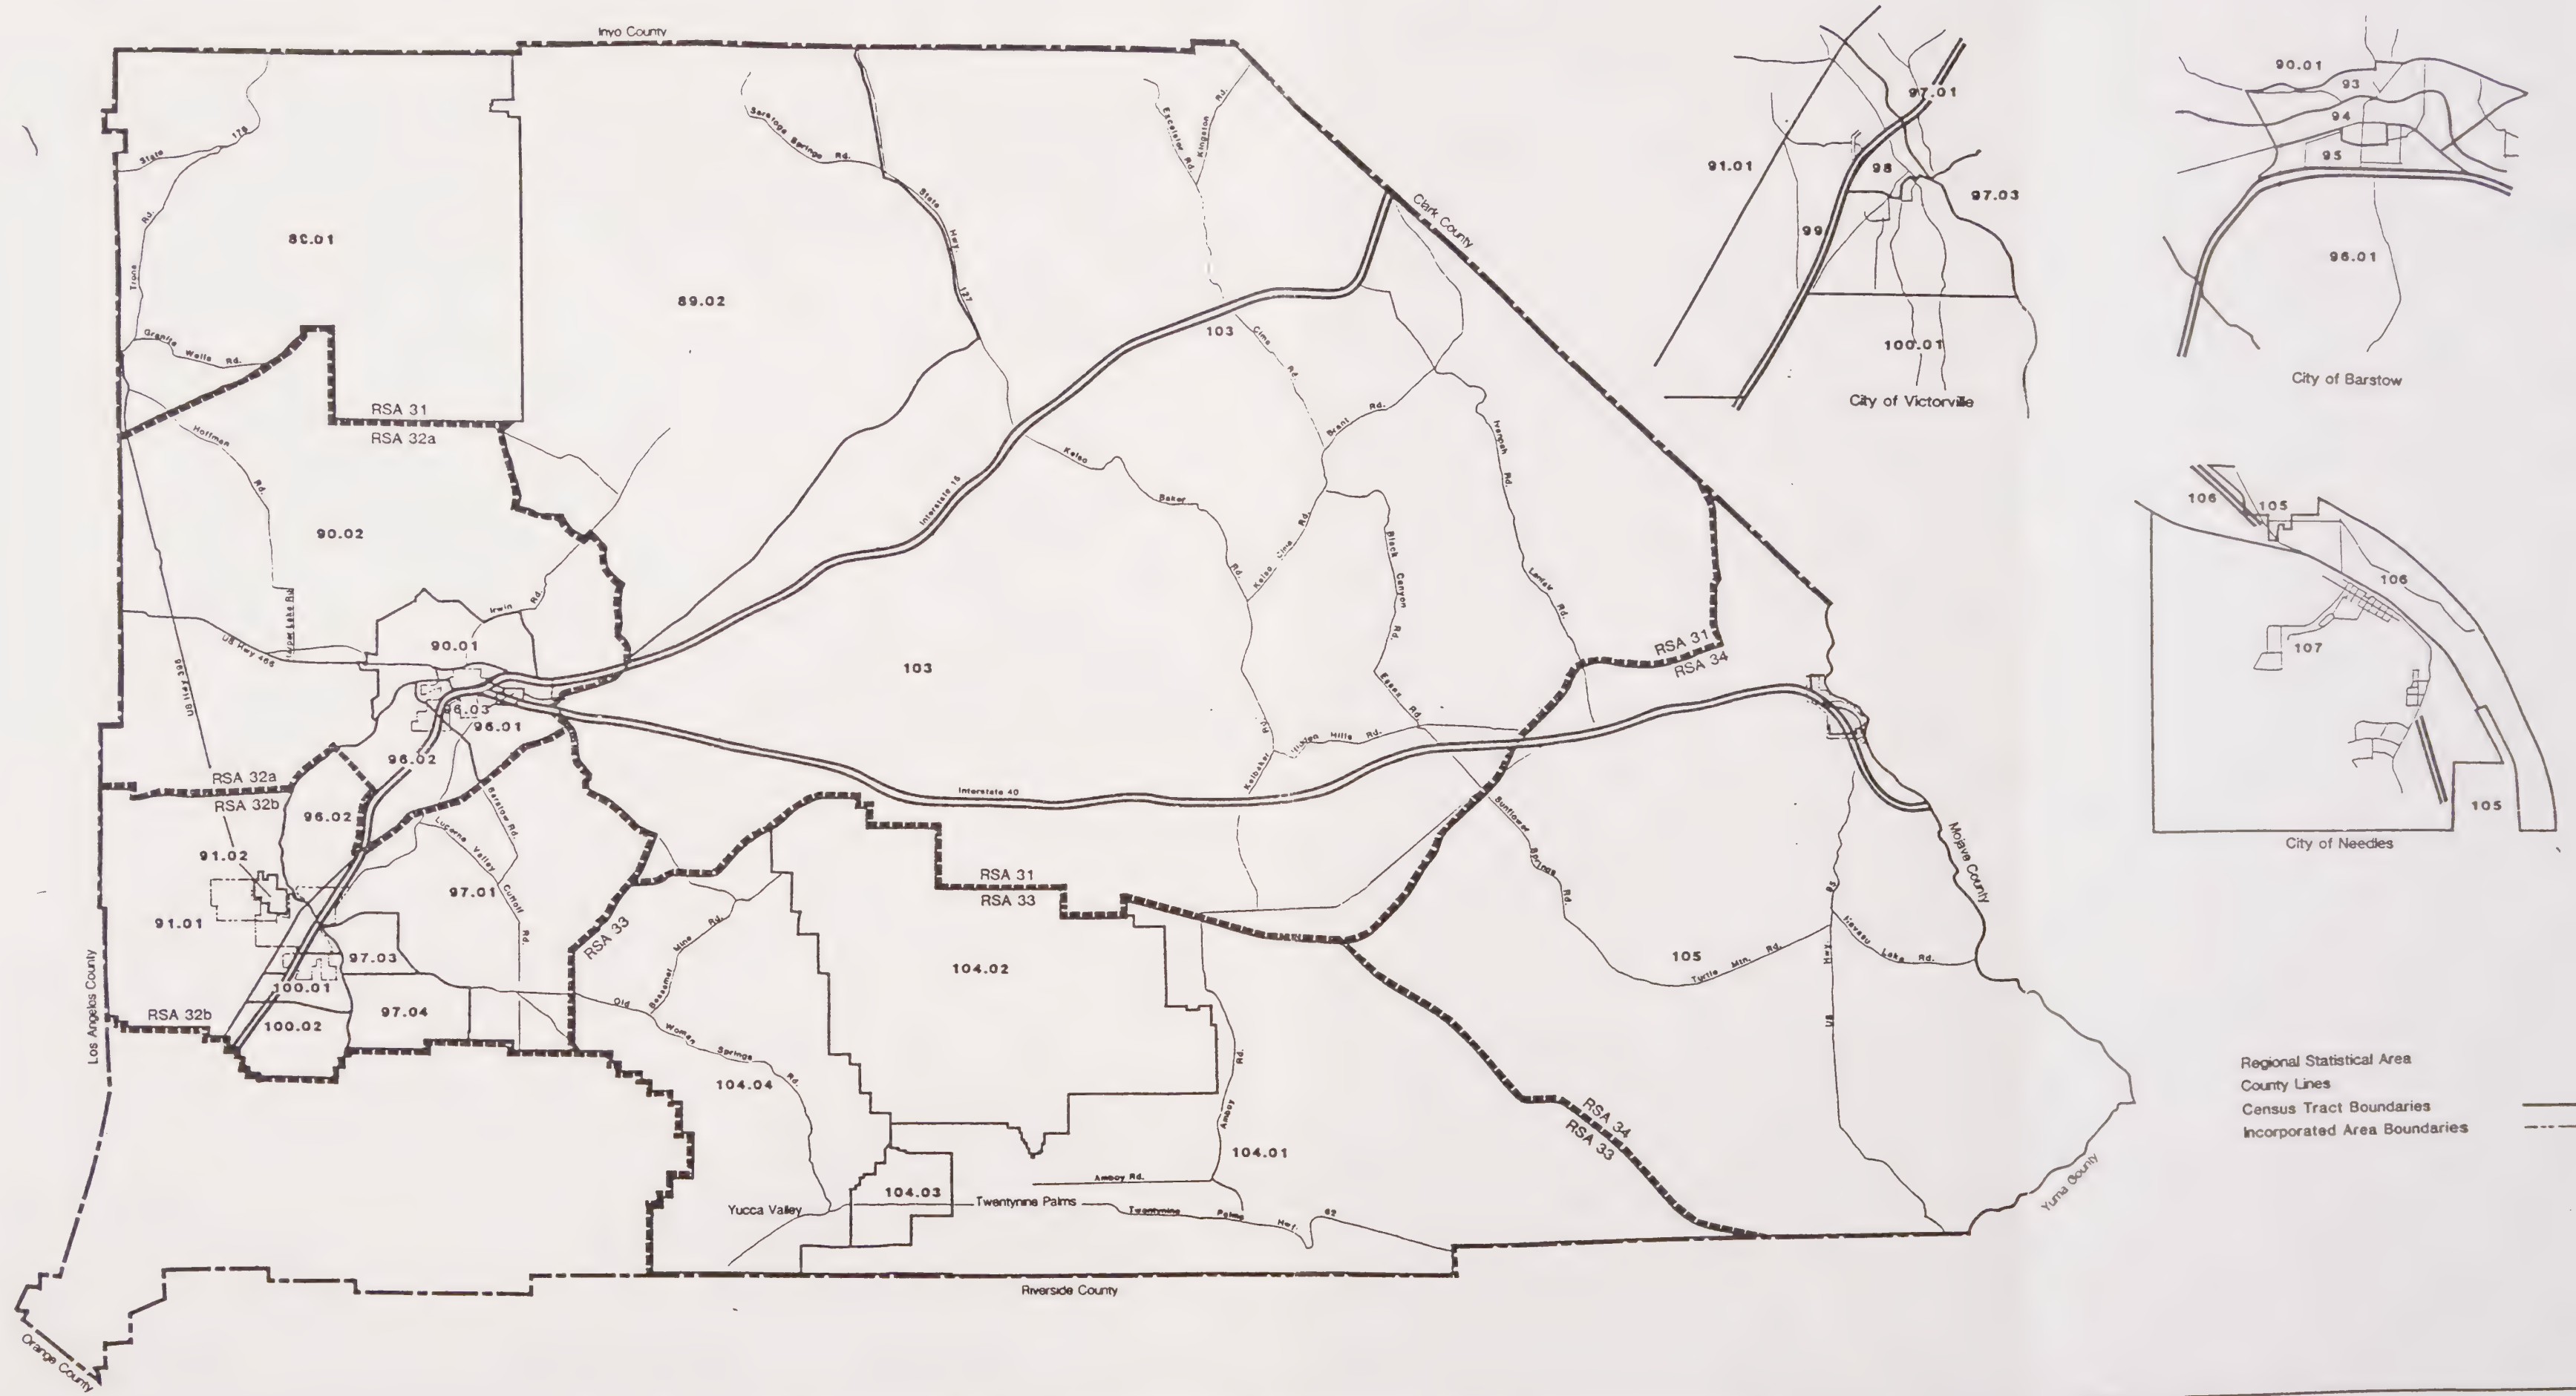 Inyo County
State
178
Trona
Rd.
89.02
Saratoga Springs Rd.
State
Hwy.
127
Excelsior Rd.
Kingston Rd.
Clark County
Granite Wells Rd.
RSA 31
RSA 32a
Hoffman
Rd.
90.02
103
Cima
Rd.
Interstate 15
Kelso
Baker
Rd.
Brant Rd.
Kelso Cima Rd.
Black Canyon Rd.
Ivanpah
Rd.
Lanfair
Rd.
Irwin Rd.
US Hwy 466
90.01
US Hwy 395
103
96.03
96.01
96.02
RSA 31
RSA 34
Essex Rd.
Rd.
Kelbaker
Hills Rd.
RSA 32a
RSA 32b
Interstate 40
96.02
Barstow Rd.
Lucerne Valley Cutoff Rd.
Sunflower Springs Rd.
91.02
97.01
91.01
RSA 31
RSA 33
RSA 33
Mine Rd.
Bessemer
97.03
104.02
105
Turtle Mtn. Rd.
Havasu Lake Rd.
US Hwy. 95
Mojave County
Los Angeles County
100.01
RSA 32b
100.02
97.04
Old Woman Springs Rd.
104.04
Amboy Rd.
RSA 34
RSA 33
104.01
Amboy Rd.
104.03
Yucca Valley
Twentynine Palms
Twentynine Palms Hwy. 62
Yuma County
Riverside County
Orange County
97.01
91.01
98
97.03
99
100.01
City of Victorville
90.01
93
94
95
96.01
City of Barstow
106
105
106
107
105
City of Needles
Regional Statistical Area
County Lines
Census Tract Boundaries
Incorporated Area Boundaries